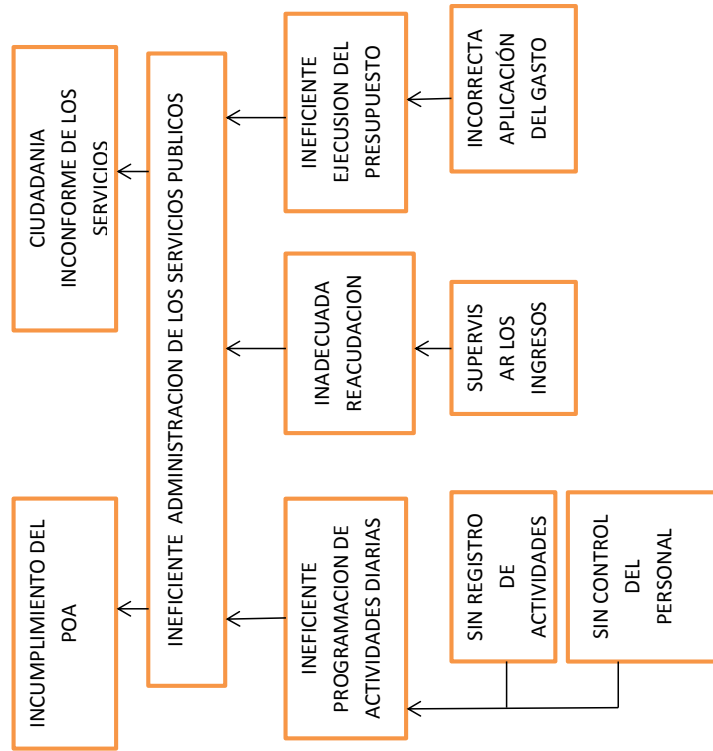 INCUMPLIMIENTO DEL
POA
CIUDADANIA
INCONFORME DE LOS
SERVICIOS
INEFICIENTE ADMINISTRACION DE LOS SERVICIOS PUBLICOS
INEFICIENTE
PROGRAMACION DE
ACTIVIDADES DIARIAS
INADECUADA
REACUDACION
INEFICIENTE
EJECUSION DEL
PRESUPUESTO
SIN REGISTRO
DE
ACTIVIDADES
SIN CONTROL
DEL
PERSONAL
SUPERVIS
AR LOS
INGRESOS
INCORRECTA
APLICACIÓN
DEL GASTO